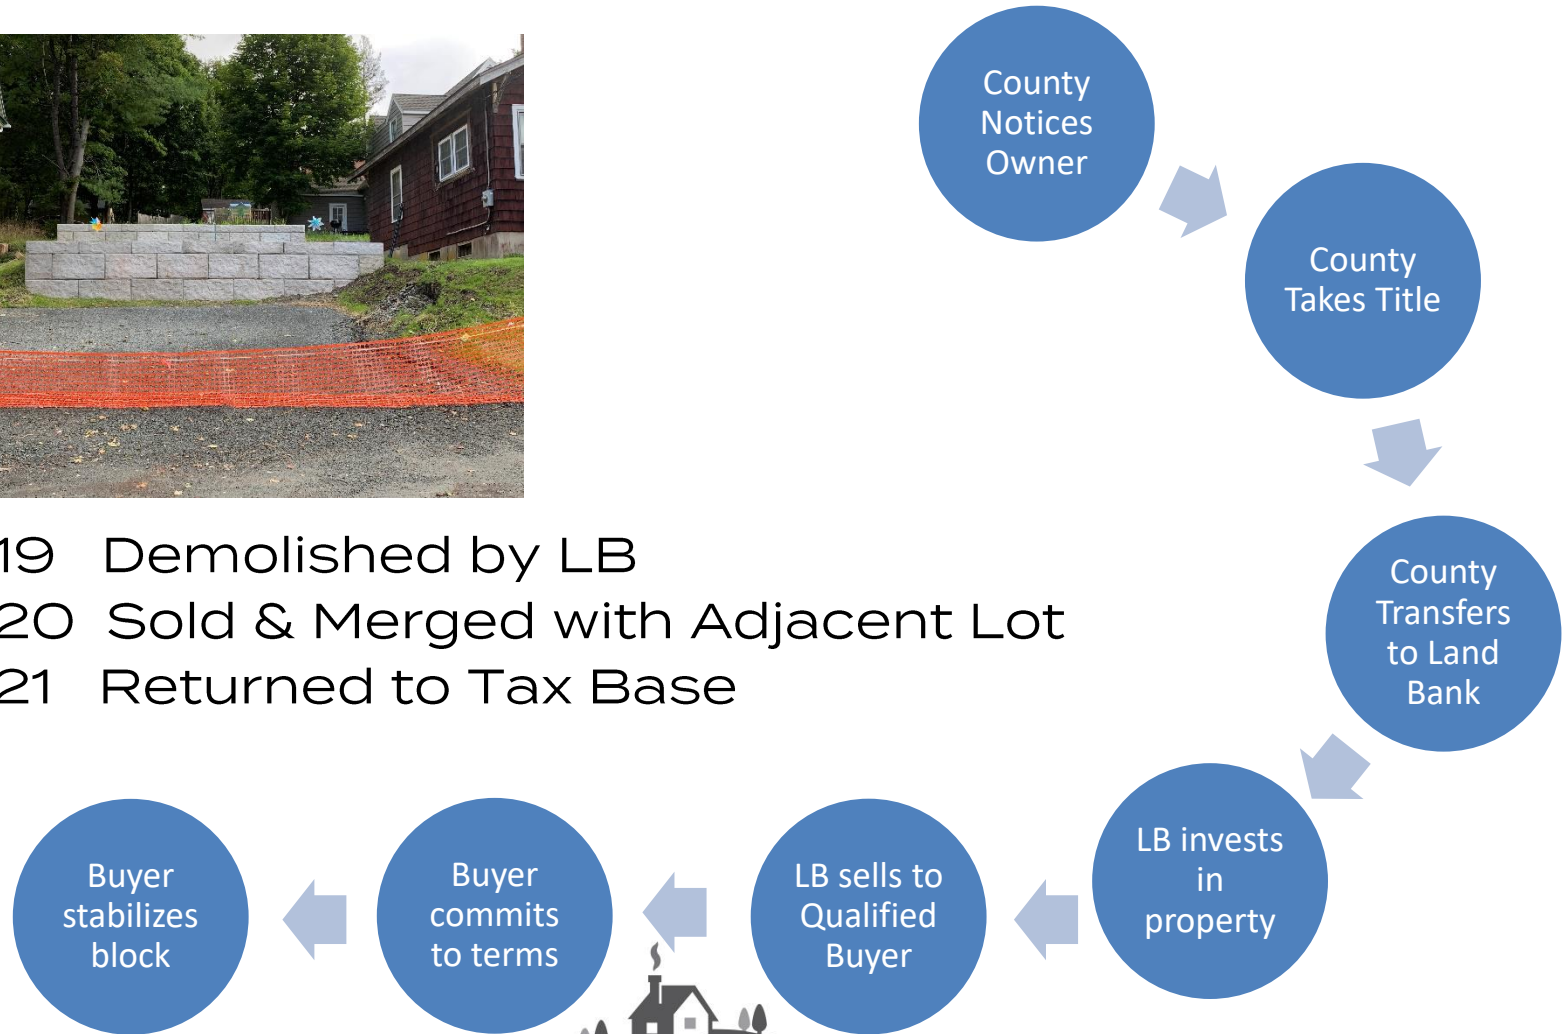 County
Notices
Owner
County
Takes Title
County
Transfers
to Land
Bank
19 Demolished by LB
20 Sold & Merged with Adjacent Lot
21 Returned to Tax Base
LB invests
in
property
LB sells to
Qualified
Buyer
Buyer
commits
to terms
Buyer
stabilizes
block